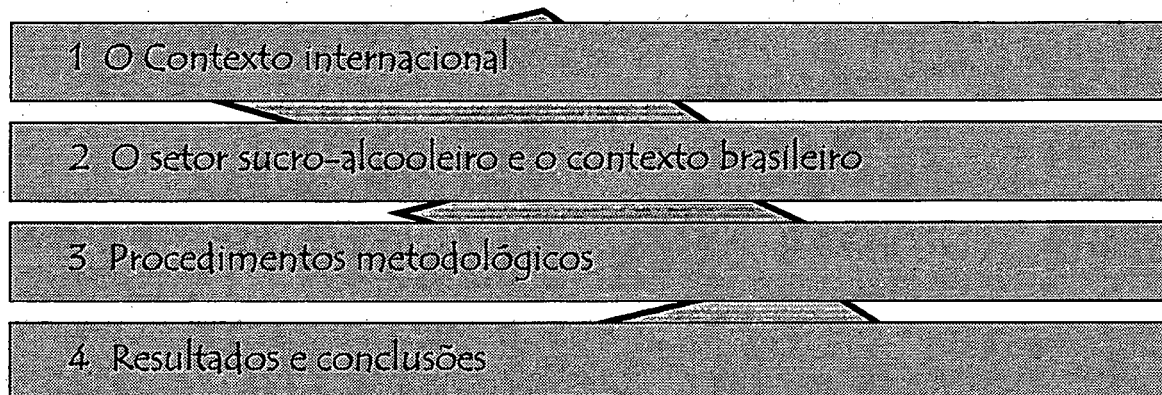 1 O Contexto internacional
2 O setor sucro-alcooleiro e o contexto brasileiro
3 Procedimentos metodológicos
4 Resultados e conclusões